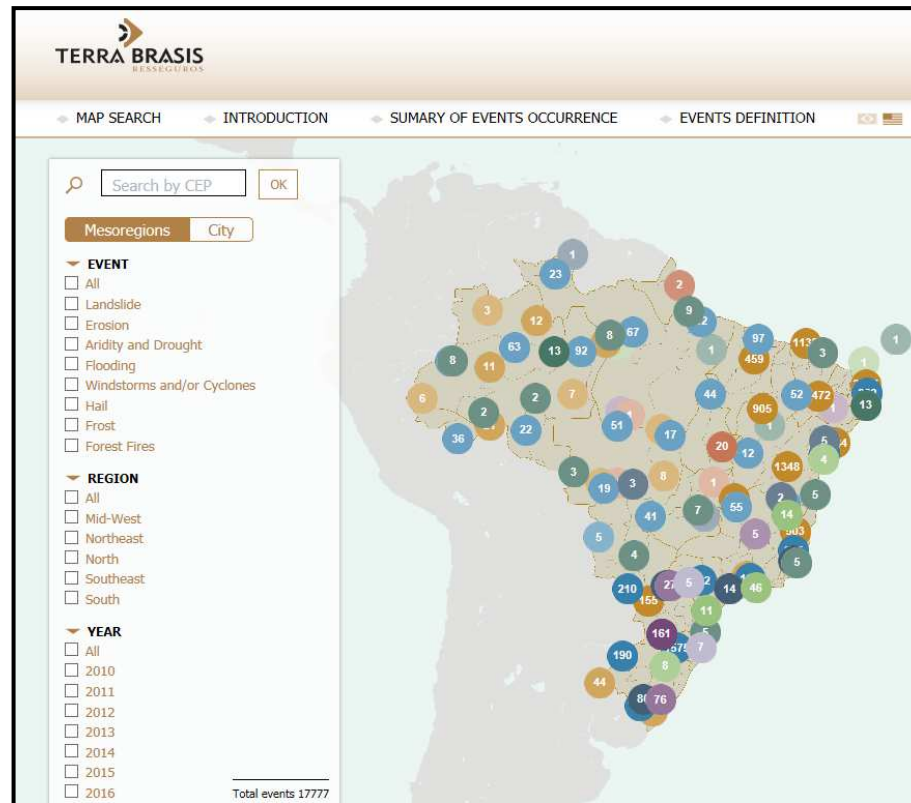 TERRA BRASIS
RESSEGUROS
MAP SEARCH
INTRODUCTION
SUMARY OF EVENTS OCCURRENCE
EVENTS DEFINITION
Search by CEP
OK
Mesoregions
City
EVENT
All
Landslide
Erosion
Aridity and Drought
Flooding
Windstorms and/or Cyclones
Hail
Frost
Forest Fires
REGION
All
Mid-West
Northeast
North
Southeast
South
YEAR
All
2010
2011
2012
2013
2014
2015
2016
Total events 17777
1
23
2
3
9
12
8
67
97
1
63
13
92
1
459
3
1
8
11
6
2
2
7
44
52
472
905
13
36
22
51
17
20
12
5
4
1348
3
19
3
8
1
2
5
41
7
55
14
5
5
4
5
210
155
27
5
14
46
11
161
190
7
8
44
76